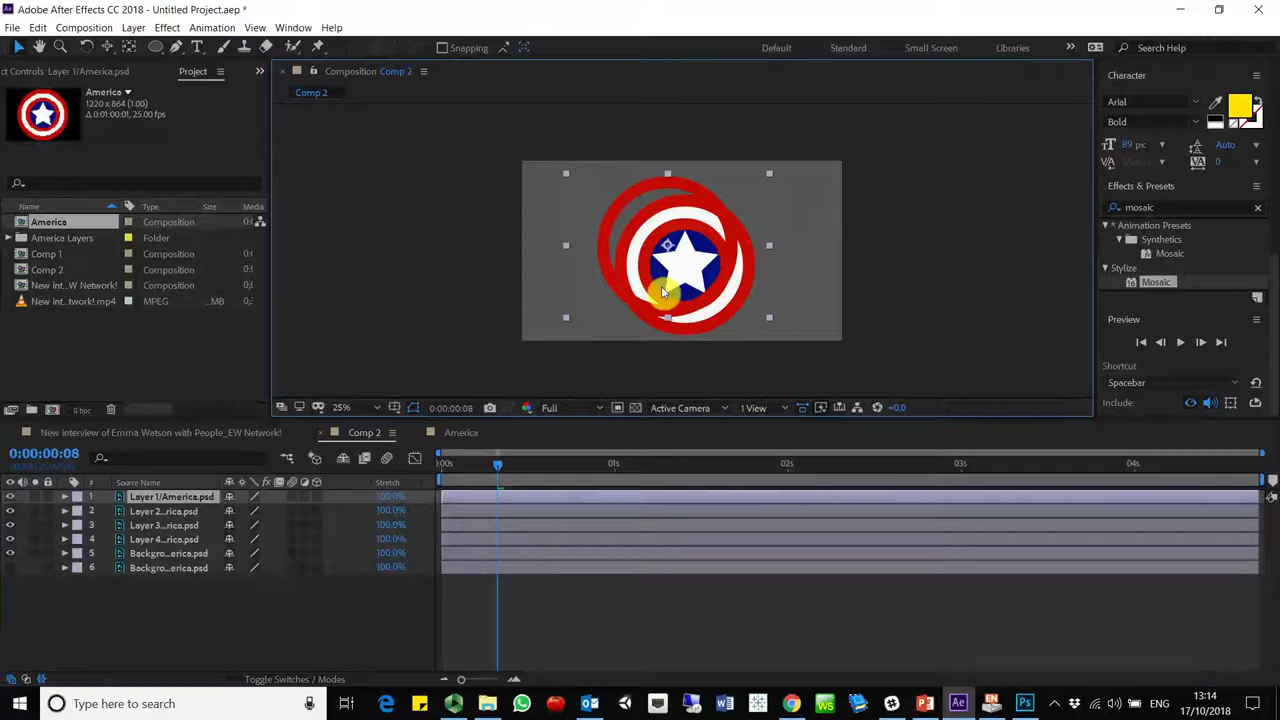 Adobe After Effects CC 2018 - Untitled Project.aep *
File Edit Composition Layer Effect Animation View Window Help
Snapping Default Standard Small Screen Libraries Search Help
ct Controls Layer 1/America.psd Project
Composition Comp 2
Character
America
1220 x 864 (1.00)
Δ 0:00:01:01, 25.00 fps
Comp 2
Arial
Bold
89 px Auto
0
Effects & Presets
mosaic
* Animation Presets
Synthetics
Mosaic
Stylize
Mosaic
Name Type Media
America Composition 0:
America Layers Folder
Comp 1 Composition 0:
Comp 2 Composition 0:
New int...W Network! Composition 0:
New int...twork!.mp4 MPEG ...MB 0;
Preview
Shortcut
Spacebar
Include:
8 bpc
25% 0:00:00:08 Full Active Camera 1 View +0.0
New interview of Emma Watson with People_EW Network! Comp 2 America
0:00:00:08
:00s 01s 02s 03s 04s
# Source Name Stretch
1 Layer 1/America.psd 100.0%
2 Layer 2...rica.psd 100.0%
3 Layer 3...rica.psd 100.0%
4 Layer 4...rica.psd 100.0%
5 Backgro...erica.psd 100.0%
6 Backgro...erica.psd 100.0%
Toggle Switches / Modes
Type here to search
13:14
17/10/2018